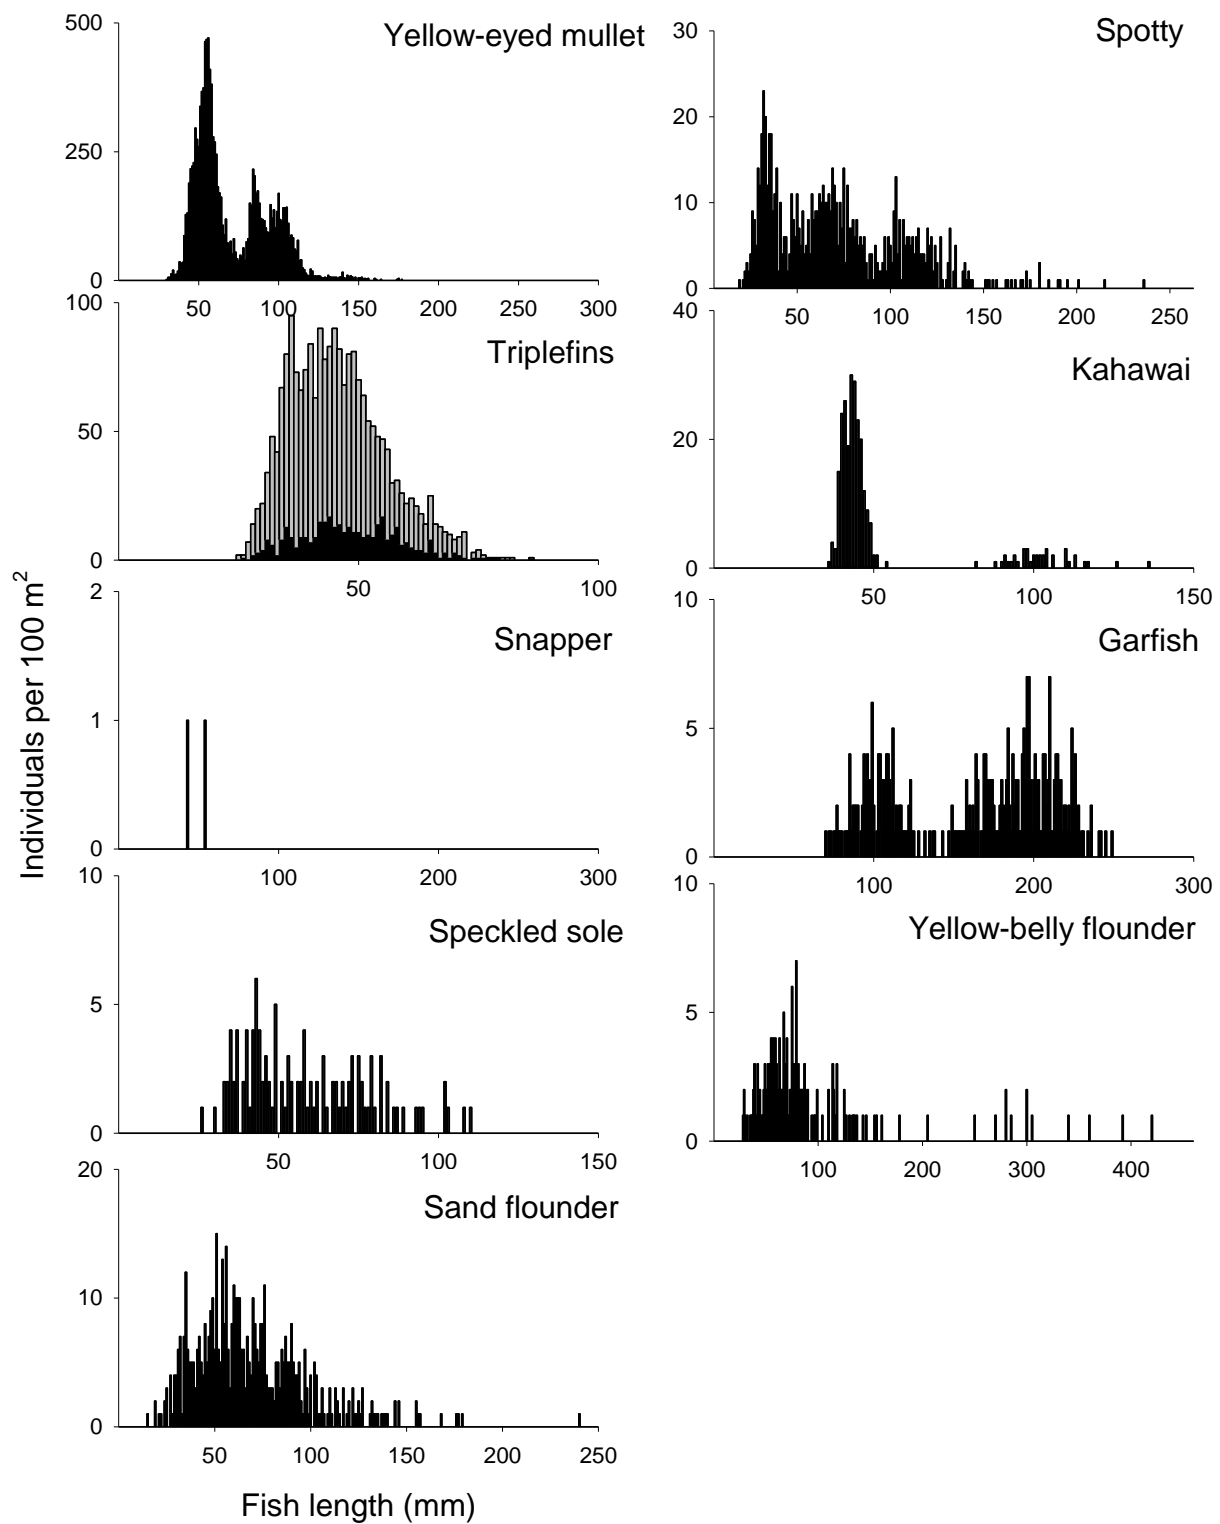 Individuals per 100 m²
Yellow-eyed mullet
500
250
0
50 100 150 200 250 300
Spotty
30
20
10
0
50 100 150 200 250
Triplefins
100
50
0
50 100
Kahawai
40
20
0
50 100 150
Snapper
2
1
0
100 200 300
Garfish
10
5
0
100 200 300
Speckled sole
10
5
0
50 100 150
Yellow-belly flounder
10
5
0
100 200 300 400
Sand flounder
20
10
0
50 100 150 200 250
Fish length (mm)